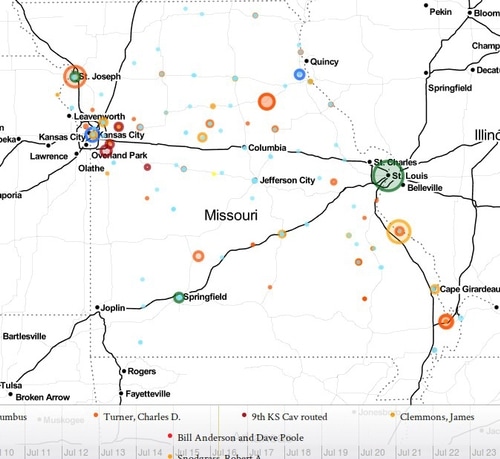 Pekin
Bloom
Cham
St. Joseph
Quincy
Decat
Springfield
Leavenworth
Kansas City
Kansas City
Illino
peka
Lawrence
Overland Park
Columbia
St. Charles
Olathe
Jefferson City
St. Louis
Belleville
poria
Missouri
Cape Girardeau
Springfield
Joplin
Bartlesville
Rogers
Tulsa
Broken Arrow
Fayetteville
umbus
Muskogee
Turner, Charles D.
9th KS Cav routed
Jonesbo
Clemmons, James
Bill Anderson and Dave Poole
Jac
10 Jul 11 Jul 12 Jul 13 Jul 14 Jul 15 Jul 16 Jul 17 Jul 18 Jul 19 Jul 20 Jul 21 Jul 22 Jul 23
Snodgrass, Robert A